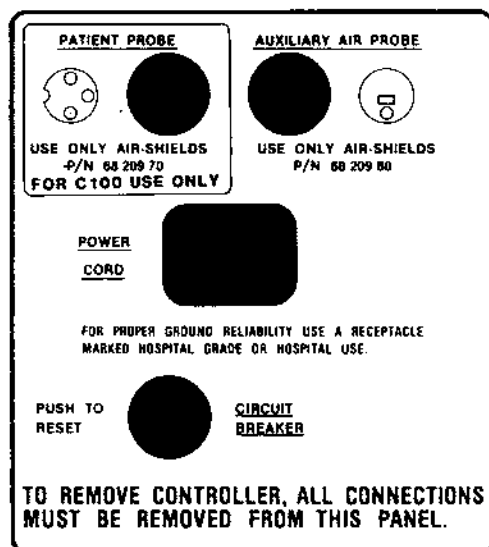 PATIENT PROBE
AUXILIARY AIR PROBE
USE ONLY AIR-SHIELDS
P/N 68 209 70
FOR C100 USE ONLY
USE ONLY AIR-SHIELDS
P/N 68 209 60
POWER
CORD
FOR PROPER GROUND RELIABILITY USE A RECEPTACLE
MARKED HOSPITAL GRADE OR HOSPITAL USE.
PUSH TO
RESET
CIRCUIT
BREAKER
TO REMOVE CONTROLLER, ALL CONNECTIONS
MUST BE REMOVED FROM THIS PANEL.